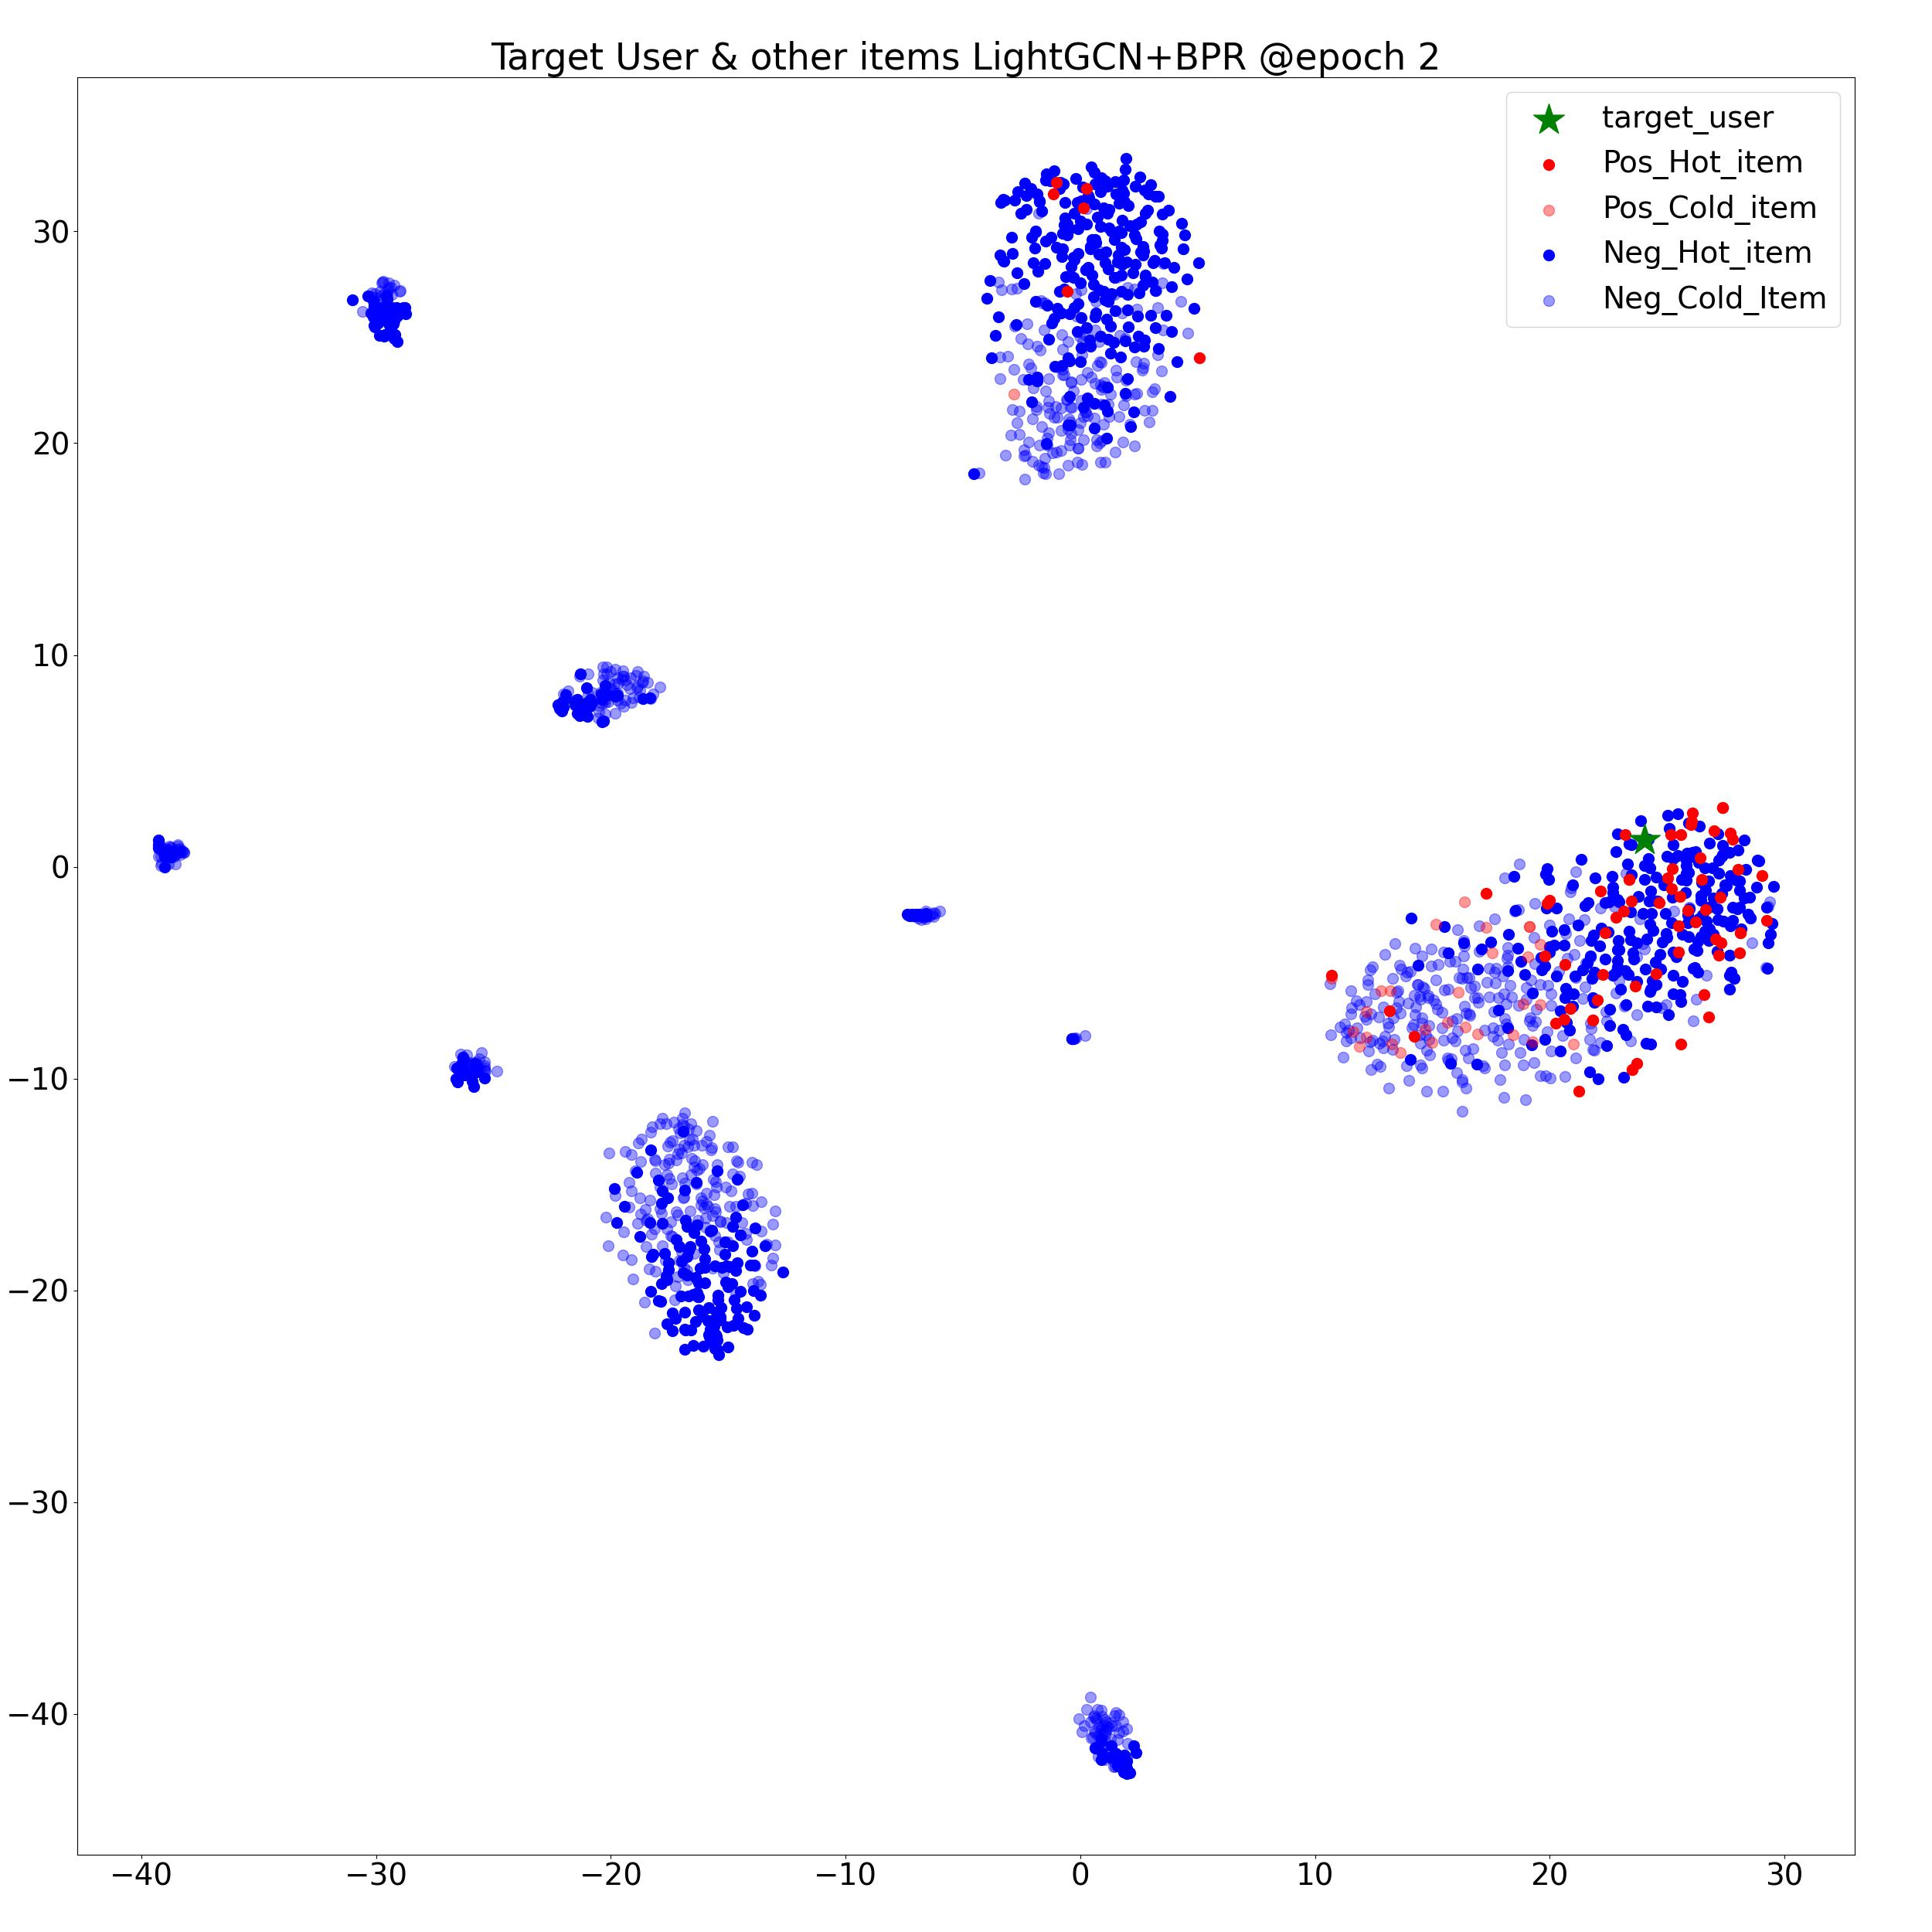 Target User & other items LightGCN+BPR @epoch 2
target_user
Pos_Hot_item
Pos_Cold_item
Neg_Hot_item
Neg_Cold_Item
30
20
10
0
−10
−20
−30
−40
−40 −30 −20 −10 0 10 20 30